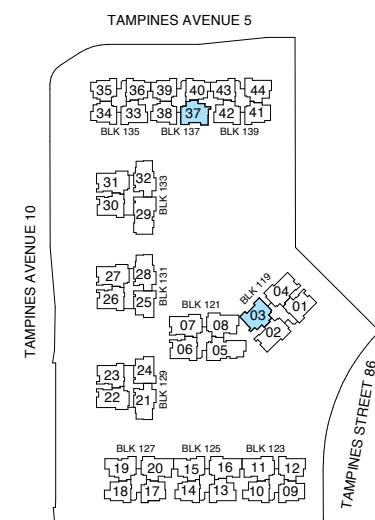 TAMPINES AVENUE 5
35 36 39 40 43 44
34 33 38 37 42 41
BLK 135 BLK 137 BLK 139
TAMPINES AVENUE 10
31 32
30 29
BLK 133
27 28
26 25
BLK 131
BLK 119
04
03 01
02
BLK 121
07 08
06 05
23 24
22 21
BLK 129
TAMPINES STREET 86
BLK 127 BLK 125 BLK 123
19 20 15 16 11 12
18 17 14 13 10 09